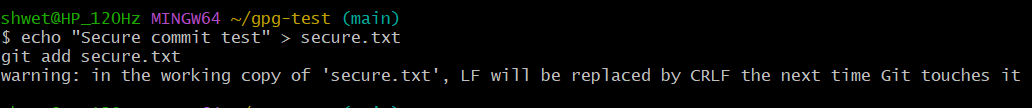 shwet@HP_120Hz MINGW64 ~/gpg-test (main)
$ echo "Secure commit test" > secure.txt
git add secure.txt
warning: in the working copy of 'secure.txt', LF will be replaced by CRLF the next time Git touches it